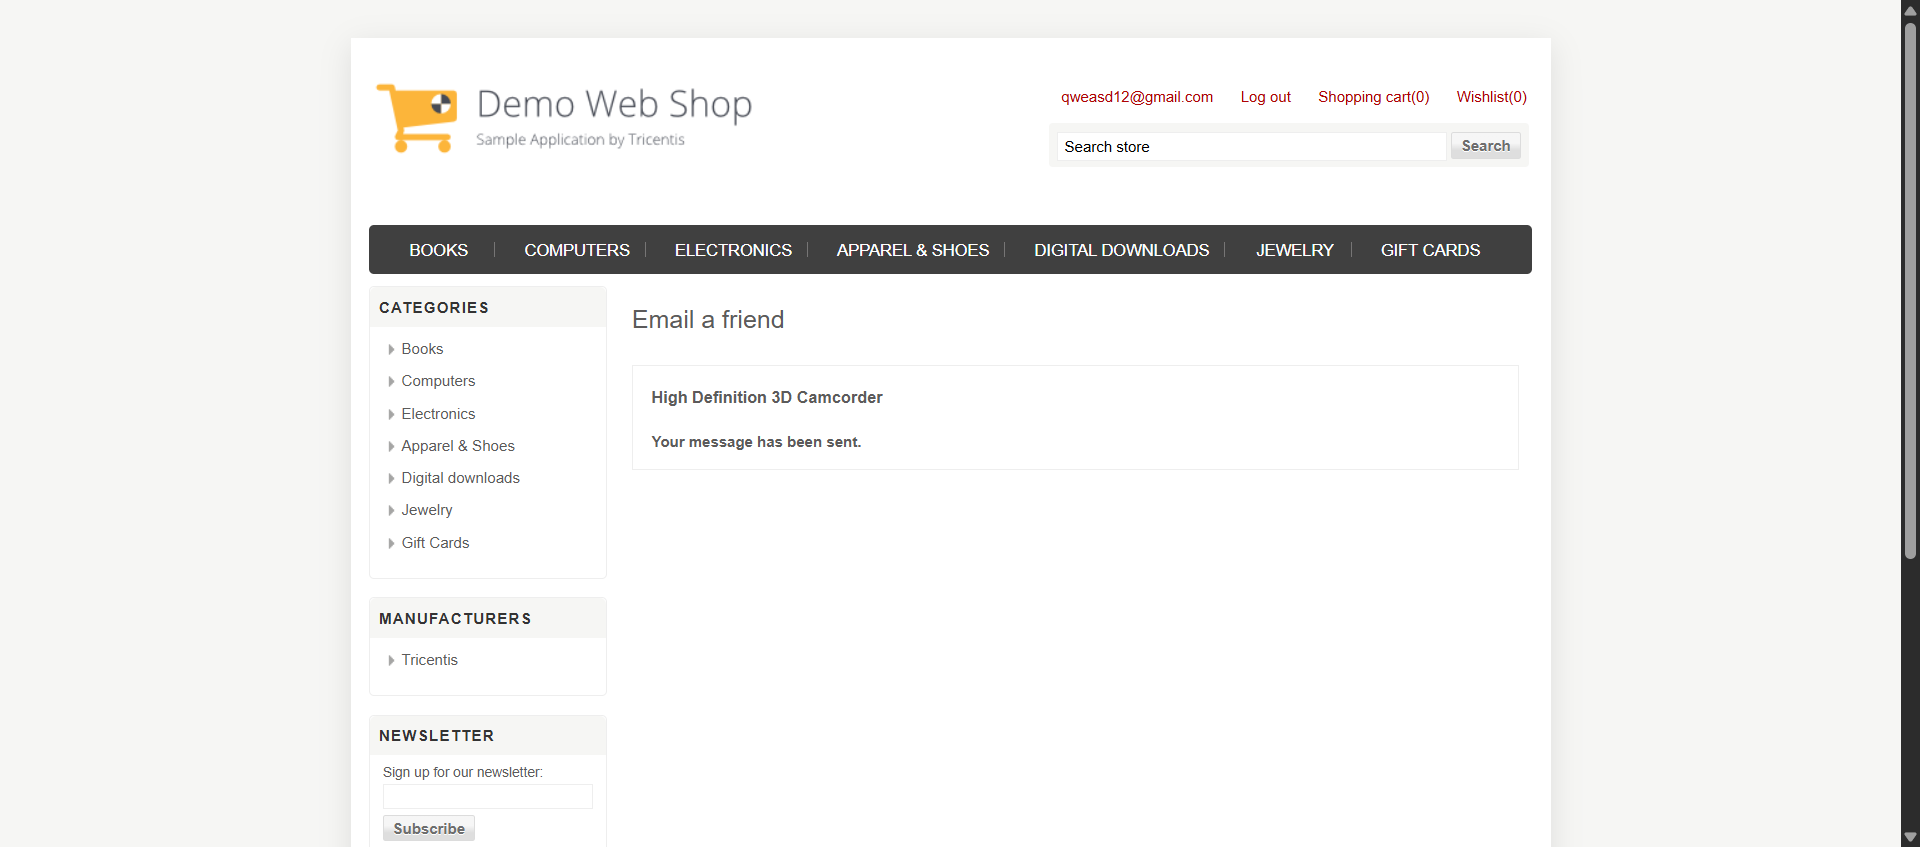 Demo Web Shop
Sample Application by Tricentis
qweasd12@gmail.com Log out Shopping cart(0) Wishlist(0)
Search store Search
BOOKS COMPUTERS ELECTRONICS APPAREL & SHOES DIGITAL DOWNLOADS JEWELRY GIFT CARDS
CATEGORIES
Books
Computers
Electronics
Apparel & Shoes
Digital downloads
Jewelry
Gift Cards
MANUFACTURERS
Tricentis
NEWSLETTER
Sign up for our newsletter:
Subscribe
Email a friend
High Definition 3D Camcorder
Your message has been sent.